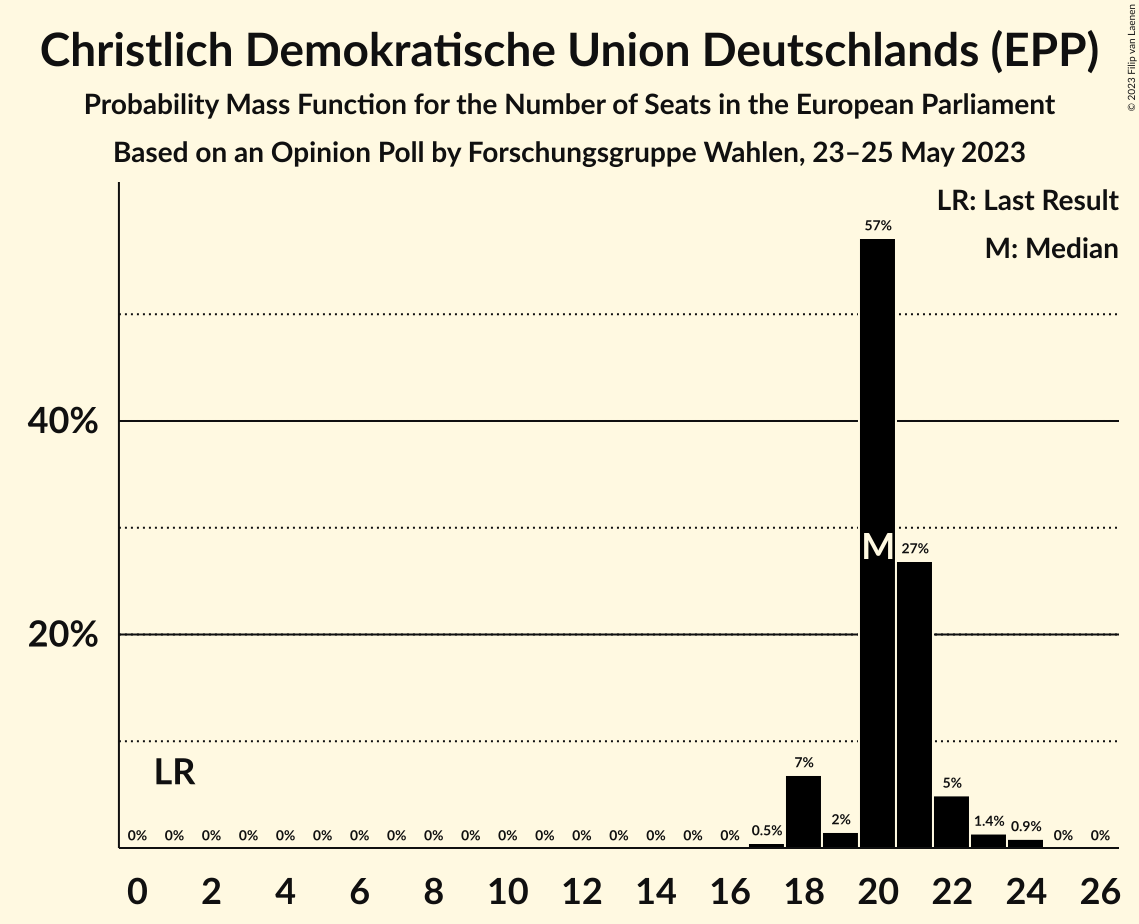 Christlich Demokratische Union Deutschlands (EPP)
Probability Mass Function for the Number of Seats in the European Parliament
Based on an Opinion Poll by Forschungsgruppe Wahlen, 23–25 May 2023
© 2023 Filip van Laenen
LR: Last Result
M: Median
57%
40%
M
27%
20%
LR
7%
5%
0% 0% 0% 0% 0% 0% 0% 0% 0% 0% 0% 0% 0% 0% 0% 0% 0% 0.5% 2% 1.4% 0.9% 0% 0%
0 2 4 6 8 10 12 14 16 18 20 22 24 26